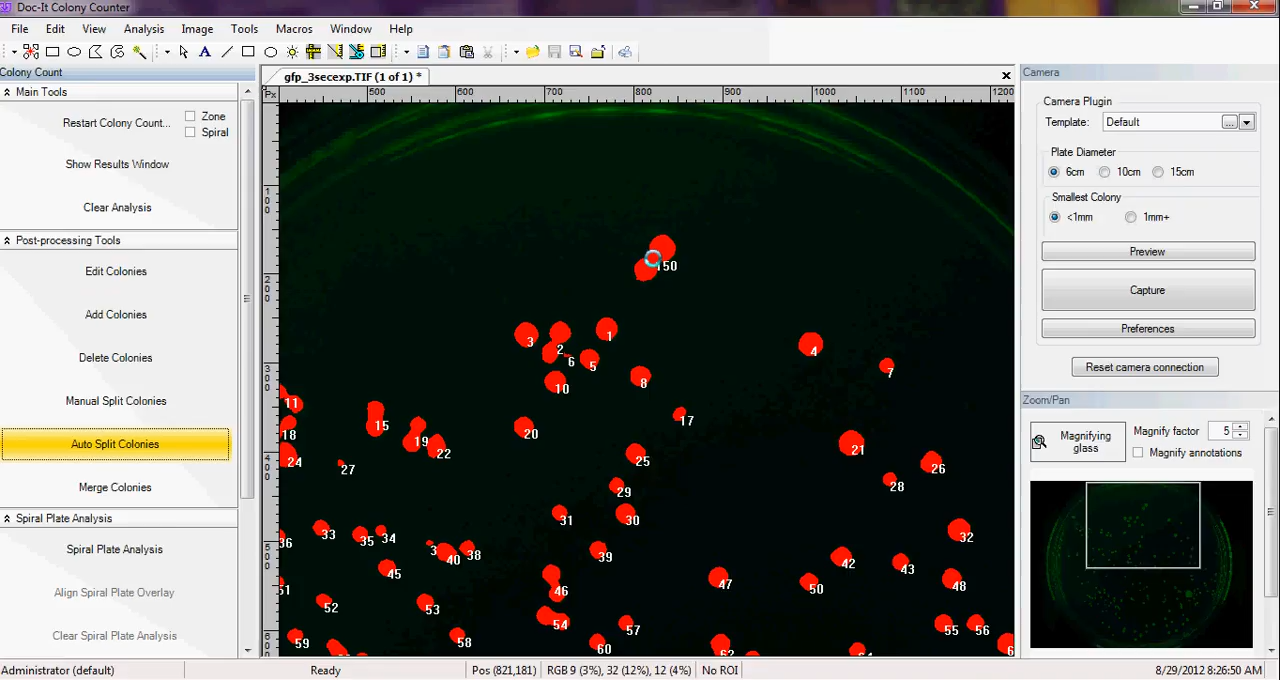 Doc-It Colony Counter
File Edit View Analysis Image Tools Macros Window Help
Colony Count
Main Tools
Restart Colony Count...
Zone
Spiral
Show Results Window
Clear Analysis
Post-processing Tools
Edit Colonies
Add Colonies
Delete Colonies
Manual Split Colonies
Auto Split Colonies
Merge Colonies
Spiral Plate Analysis
Spiral Plate Analysis
Align Spiral Plate Overlay
Clear Spiral Plate Analysis
gfp_3secexp.TIF (1 of 1) *
Px 500 600 700 800 900 1000 1100 1200
100
200
300
400
500
600
150
1
3 2
4
6 5
7
8
10
11
17
15
18 20
19
21
22
24 25 26
27
28
29
31 30
33 34
35
32
36
38
40 39
42
43
45
46 47 48
50
51
52 53
54
55 56
57
59 58
60
62
Camera
Camera Plugin
Template: Default ...
Plate Diameter
6cm 10cm 15cm
Smallest Colony
<1mm 1mm+
Preview
Capture
Preferences
Reset camera connection
Zoom/Pan
Magnifying glass
Magnify factor 5
Magnify annotations
Administrator (default) Ready Pos (821,181) RGB 9 (3%), 32 (12%), 12 (4%) No ROI 8/29/2012 8:26:50 AM